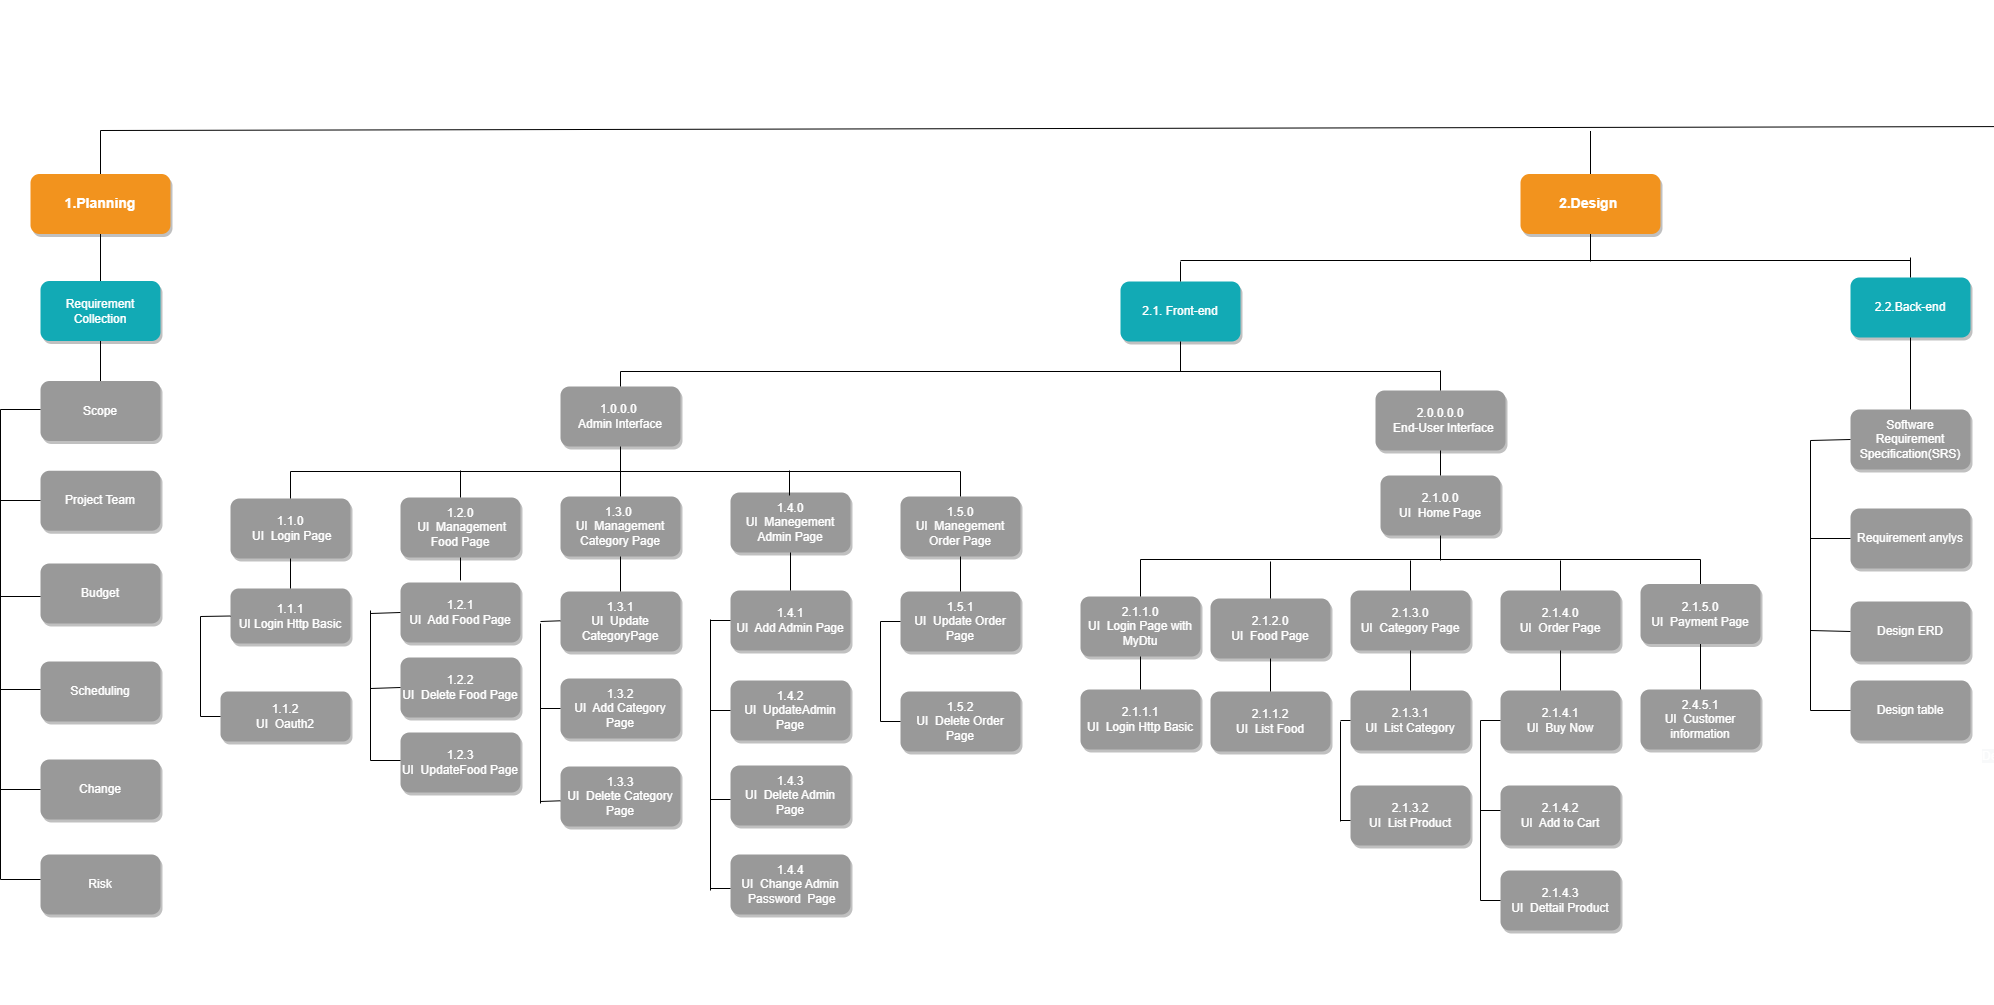 1.Planning
2.Design
Requirement
Collection
2.1. Front-end
2.2.Back-end
Scope
Project Team
Budget
Scheduling
Change
Risk
1.0.0.0
Admin Interface
1.1.0
UI Login Page
1.1.1
UI Login Http Basic
1.1.2
UI Oauth2
1.2.0
UI Management
Food Page
1.2.1
UI Add Food Page
1.2.2
UI Delete Food Page
1.2.3
UI UpdateFood Page
1.3.0
UI Management
Category Page
1.3.1
UI Update
CategoryPage
1.3.2
UI Add Category
Page
1.3.3
UI Delete Category
Page
1.4.0
UI Manegement
Admin Page
1.4.1
UI Add Admin Page
1.4.2
UI UpdateAdmin
Page
1.4.3
UI Delete Admin
Page
1.4.4
UI Change Admin
Password Page
1.5.0
UI Manegement
Order Page
1.5.1
UI Update Order
Page
1.5.2
UI Delete Order
Page
2.0.0.0.0
End-User Interface
2.1.0.0
UI Home Page
2.1.1.0
UI Login Page with
MyDtu
2.1.1.1
UI Login Http Basic
2.1.2.0
UI Food Page
2.1.1.2
UI List Food
2.1.3.0
UI Category Page
2.1.3.1
UI List Category
2.1.3.2
UI List Product
2.1.4.0
UI Order Page
2.1.4.1
UI Buy Now
2.1.4.2
UI Add to Cart
2.1.4.3
UI Dettail Product
2.1.5.0
UI Payment Page
2.4.5.1
UI Customer
information
Software
Requirement
Specification(SRS)
Requirement anylys
Design ERD
Design table